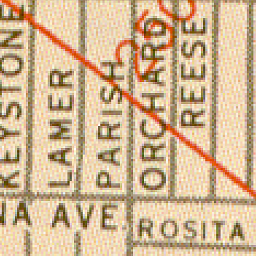 KEYSTONE
LAMER
PARISH
ORCHARD
REESE
NA AVE.
ROSITA